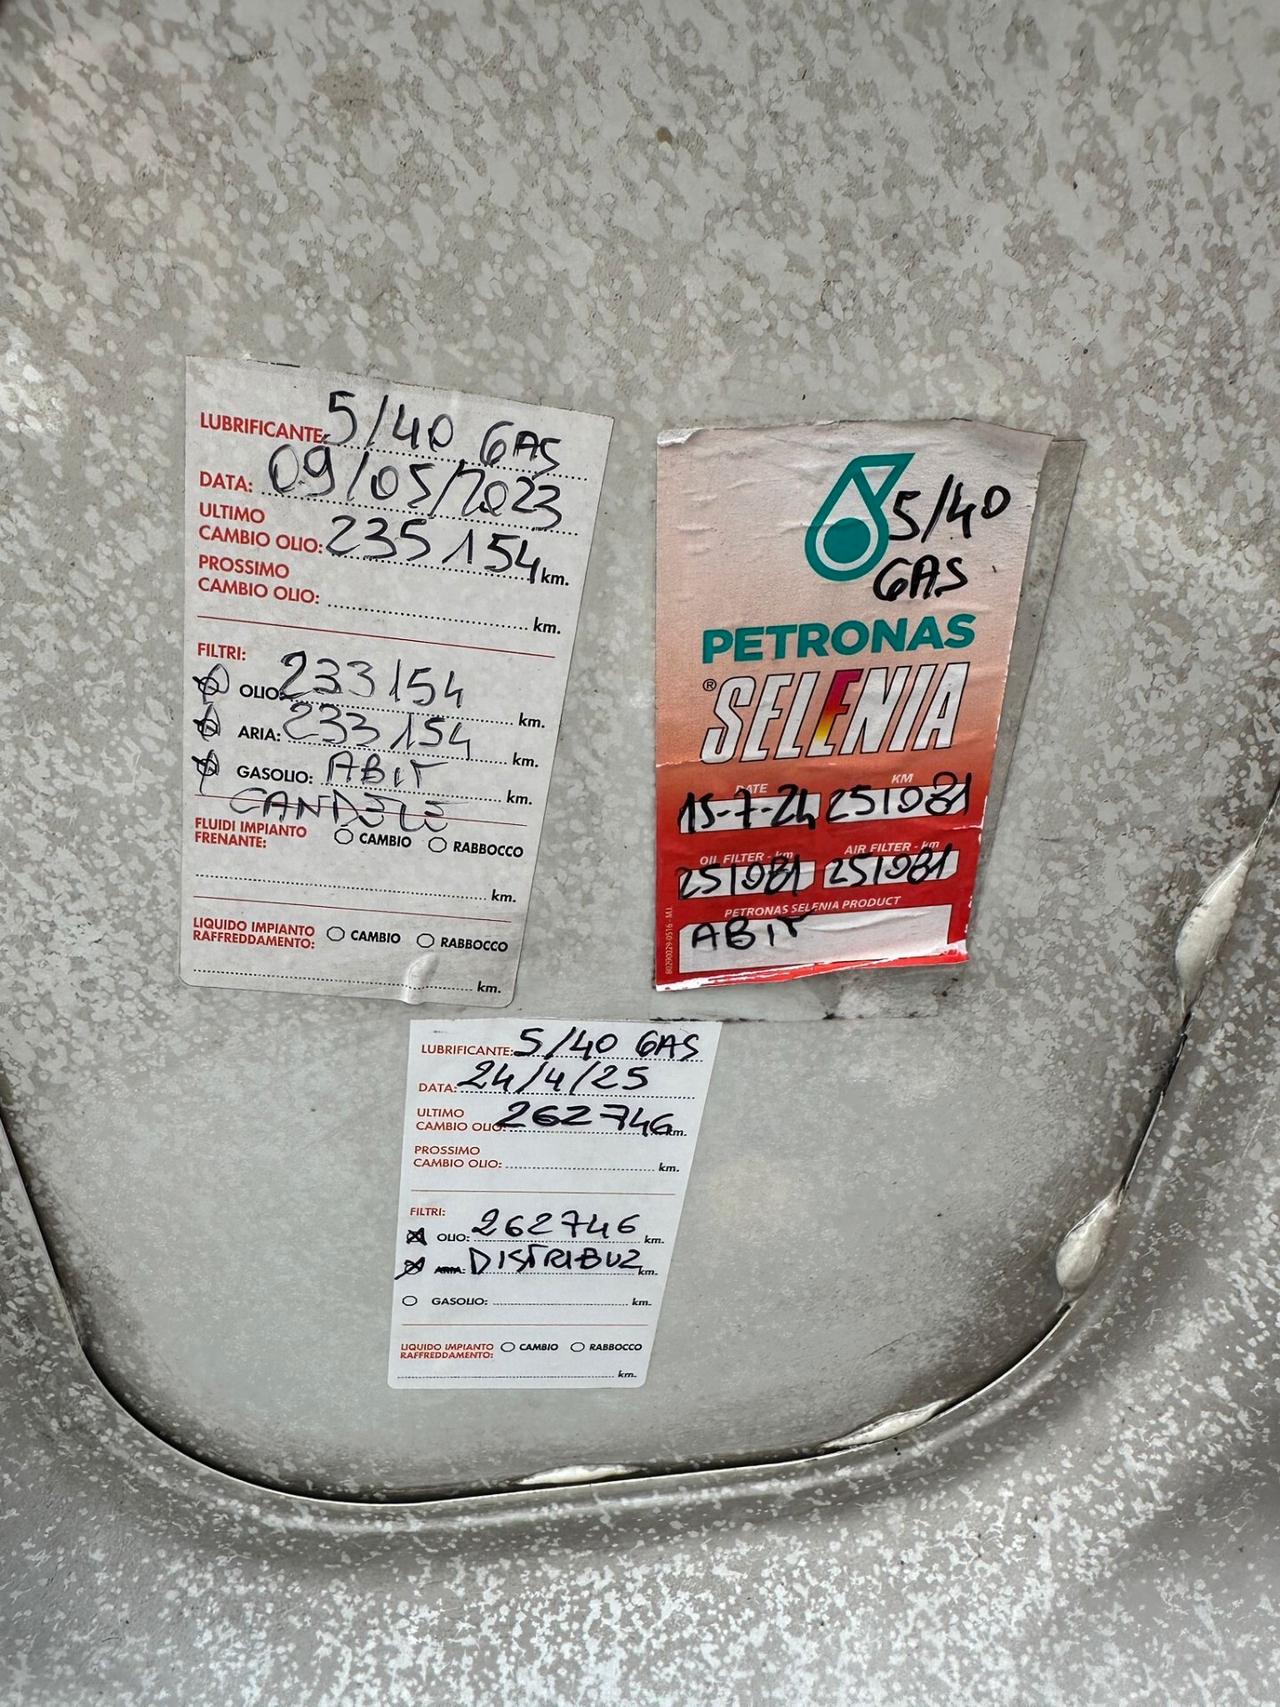 LUBRIFICANTE: 5/40 GAS
DATA: 09/05/2023
ULTIMO
CAMBIO OLIO: 235154 km.
PROSSIMO
CAMBIO OLIO: km.
FILTRI:
OLIO: 233154 km.
ARIA: 233154 km.
GASOLIO: ABIT km.
CANDELE
FLUIDI IMPIANTO
FRENANTE: CAMBIO RABBOCCO
km.
LIQUIDO IMPIANTO
RAFFREDDAMENTO: CAMBIO RABBOCCO
km.
5/40
GAS
PETRONAS
® SELENIA
DATE KM
15-7-24 251081
OIL FILTER - km AIR FILTER - km
251081 251081
PETRONAS SELENIA PRODUCT
ABIT
LUBRIFICANTE: 5/40 GAS
DATA: 24/4/25
ULTIMO
CAMBIO OLIO: 262746 km.
PROSSIMO
CAMBIO OLIO: km.
FILTRI:
OLIO: 262746 km.
ARIA: DISTRIBUZ km.
GASOLIO: km.
LIQUIDO IMPIANTO
RAFFREDDAMENTO: CAMBIO RABBOCCO
km.